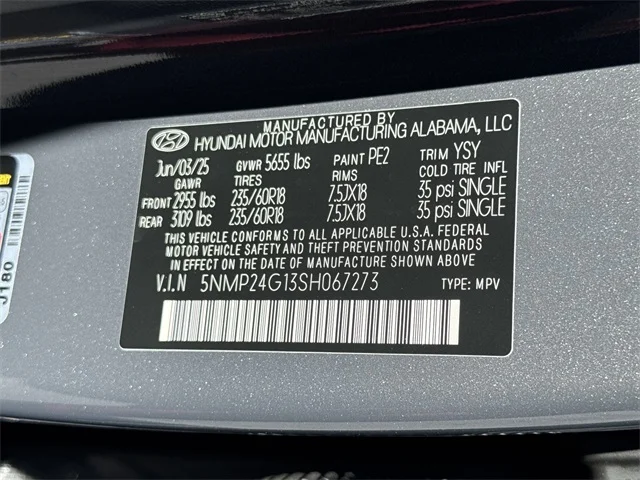 MANUFACTURED BY
HYUNDAI MOTOR MANUFACTURING ALABAMA, LLC
Jun/03/25 GVWR 5655 lbs PAINT PE2 TRIM YSY
GAWR TIRES RIMS COLD TIRE INFL
FRONT 2955 lbs 235/60R18 7.5JX18 35 psi SINGLE
REAR 3109 lbs 235/60R18 7.5JX18 35 psi SINGLE
THIS VEHICLE CONFORMS TO ALL APPLICABLE U.S.A. FEDERAL
MOTOR VEHICLE SAFETY AND THEFT PREVENTION STANDARDS
IN EFFECT ON THE DATE OF MANUFACTURE SHOWN ABOVE
V.I.N 5NMP24G13SH067273 TYPE: MPV
J180